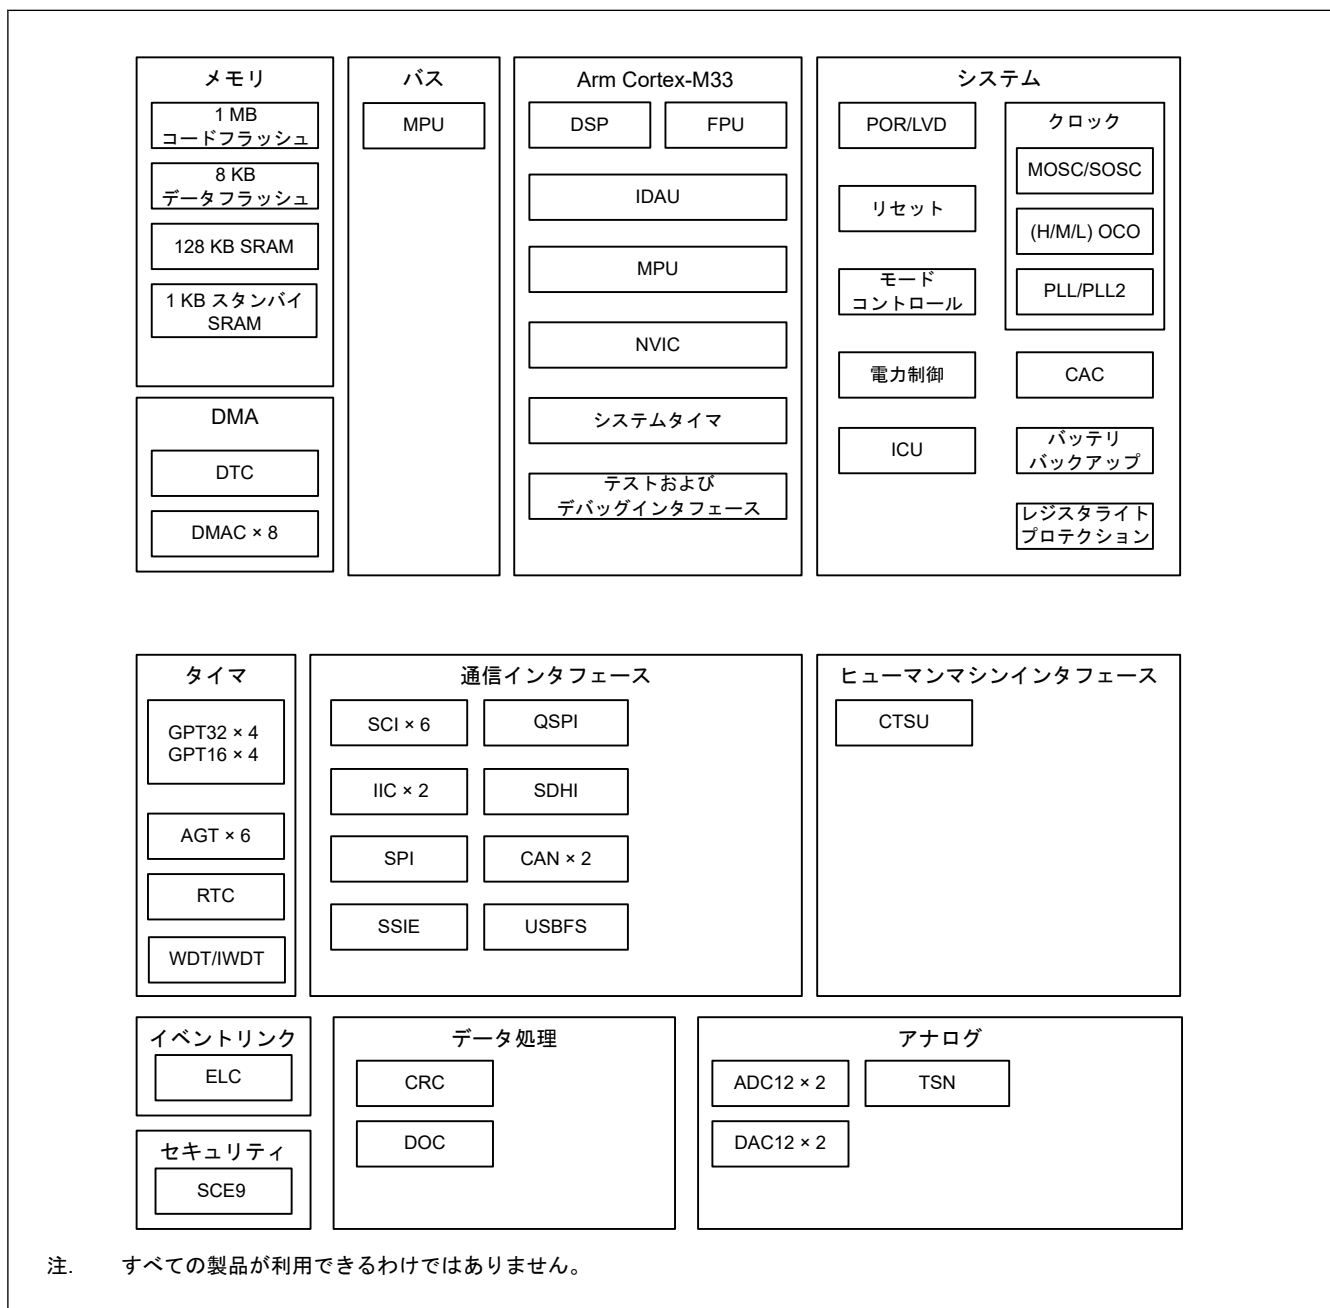 メモリ
1 MB
コードフラッシュ
8 KB
データフラッシュ
128 KB SRAM
1 KB スタンバイ
SRAM
DMA
DTC
DMAC × 8
バス
MPU
Arm Cortex-M33
DSP
FPU
IDAU
MPU
NVIC
システムタイマ
テストおよび
デバッグインタフェース
システム
POR/LVD
リセット
モード
コントロール
電力制御
ICU
クロック
MOSC/SOSC
(H/M/L) OCO
PLL/PLL2
CAC
バッテリ
バックアップ
レジスタライト
プロテクション
タイマ
GPT32 × 4
GPT16 × 4
AGT × 6
RTC
WDT/IWDT
通信インタフェース
SCI × 6
QSPI
IIC × 2
SDHI
SPI
CAN × 2
SSIE
USBFS
ヒューマンマシンインタフェース
CTSU
イベントリンク
ELC
セキュリティ
SCE9
データ処理
CRC
DOC
アナログ
ADC12 × 2
TSN
DAC12 × 2
注. すべての製品が利用できるわけではありません。